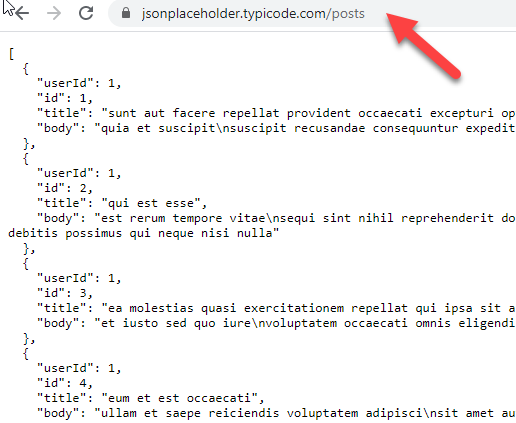 jsonplaceholder.typicode.com/posts
[
  {
    "userId": 1,
    "id": 1,
    "title": "sunt aut facere repellat provident occaecati excepturi op
    "body": "quia et suscipit\nsuscipit recusandae consequuntur expedit
  },
  {
    "userId": 1,
    "id": 2,
    "title": "qui est esse",
    "body": "est rerum tempore vitae\nsequi sint nihil reprehenderit do
debitis possimus qui neque nisi nulla"
  },
  {
    "userId": 1,
    "id": 3,
    "title": "ea molestias quasi exercitationem repellat qui ipsa sit a
    "body": "et iusto sed quo iure\nvoluptatem occaecati omnis eligendi
  },
  {
    "userId": 1,
    "id": 4,
    "title": "eum et est occaecati",
    "body": "ullam et saepe reiciendis voluptatem adipisci\nsit amet au